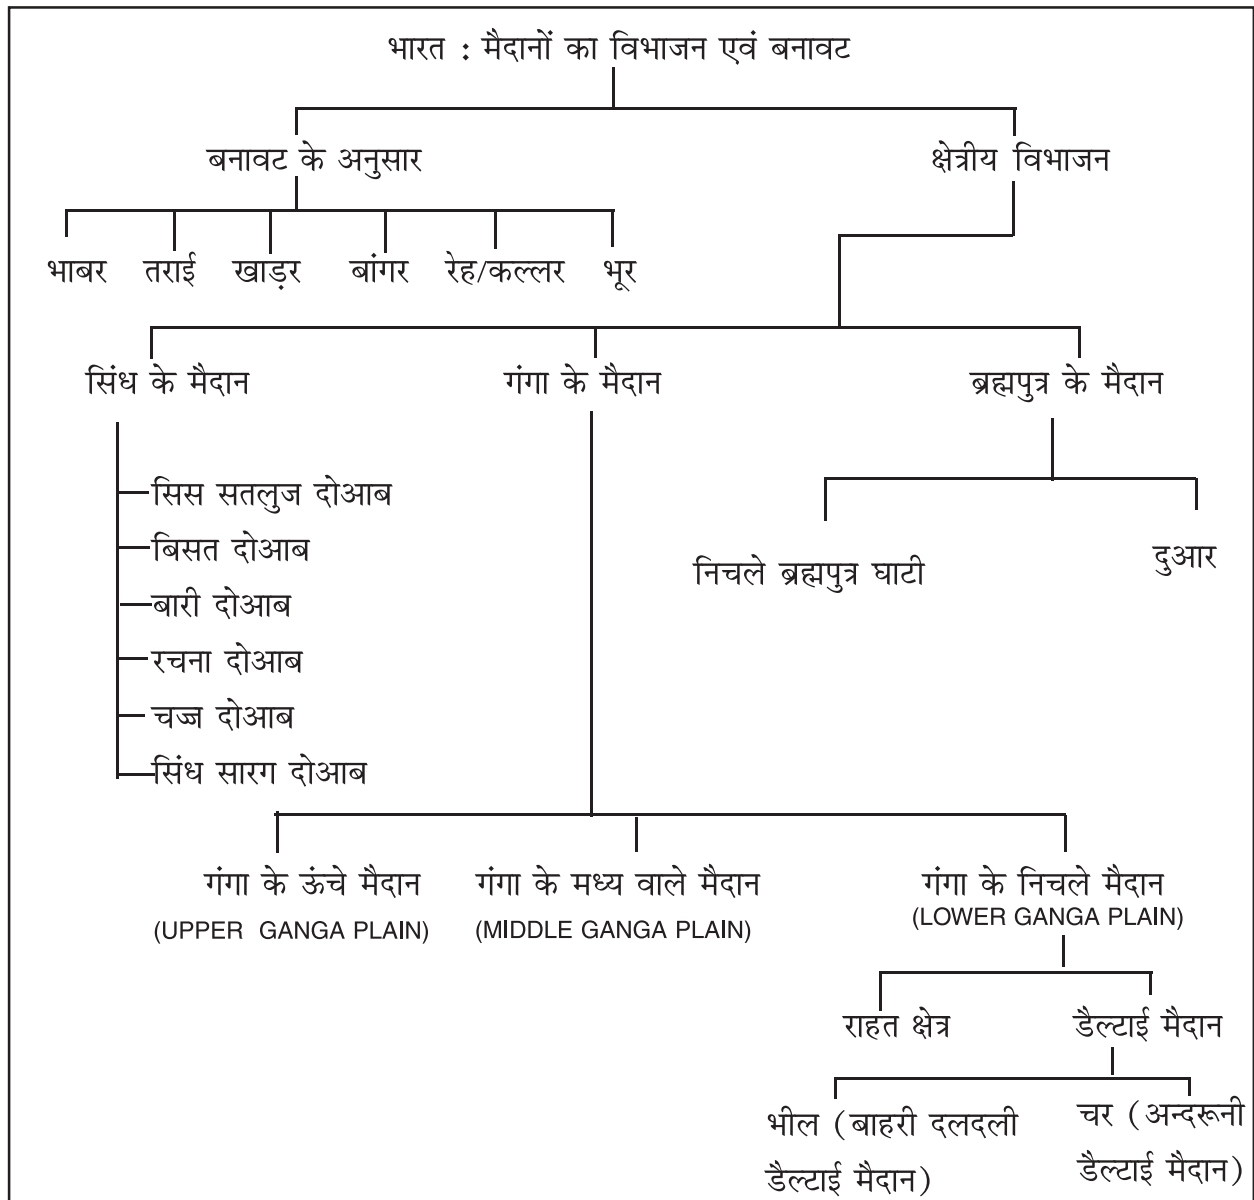 भारत : मैदानों का विभाजन एवं बनावट
बनावट के अनुसार
क्षेत्रीय विभाजन
भाबर तराई खाड़र बांगर रेह/कल्लर भूर
सिंध के मैदान
गंगा के मैदान
ब्रह्मपुत्र के मैदान
सिस सतलुज दोआब
बिसत दोआब
बारी दोआब
रचना दोआब
चज्ज दोआब
सिंध सारग दोआब
निचले ब्रह्मपुत्र घाटी
दुआर
गंगा के ऊंचे मैदान
(UPPER GANGA PLAIN)
गंगा के मध्य वाले मैदान
(MIDDLE GANGA PLAIN)
गंगा के निचले मैदान
(LOWER GANGA PLAIN)
राहत क्षेत्र
डैल्टाई मैदान
भील (बाहरी दलदली
डैल्टाई मैदान)
चर (अन्दरूनी
डैल्टाई मैदान)